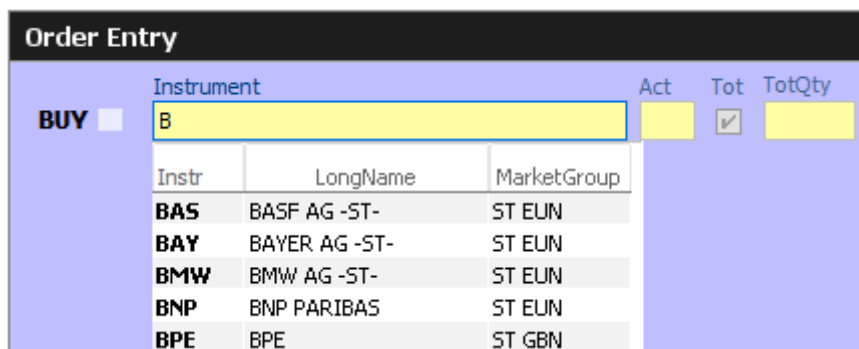 Order Entry
Instrument Act Tot TotQty
BUY B
Instr LongName MarketGroup
BAS BASF AG -ST- ST EUN
BAY BAYER AG -ST- ST EUN
BMW BMW AG -ST- ST EUN
BNP BNP PARIBAS ST EUN
BPE BPE ST GBN